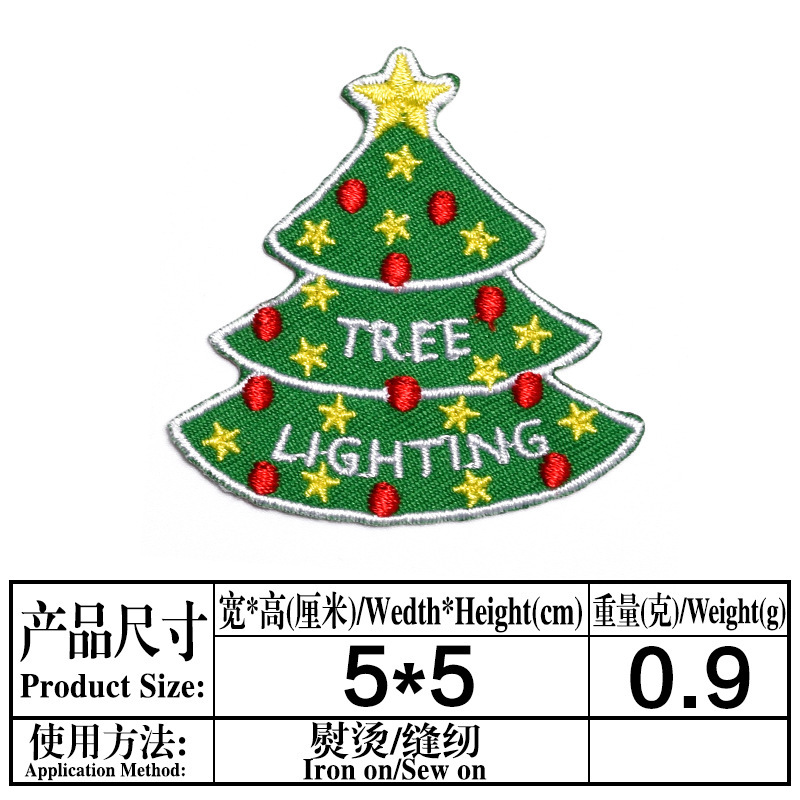 TREE
LIGHTING
产品尺寸
Product Size:
宽*高(厘米)/Wedth*Height(cm)
重量(克)/Weight(g)
5*5
0.9
使用方法:
Application Method:
熨烫/缝纫
Iron on/Sew on